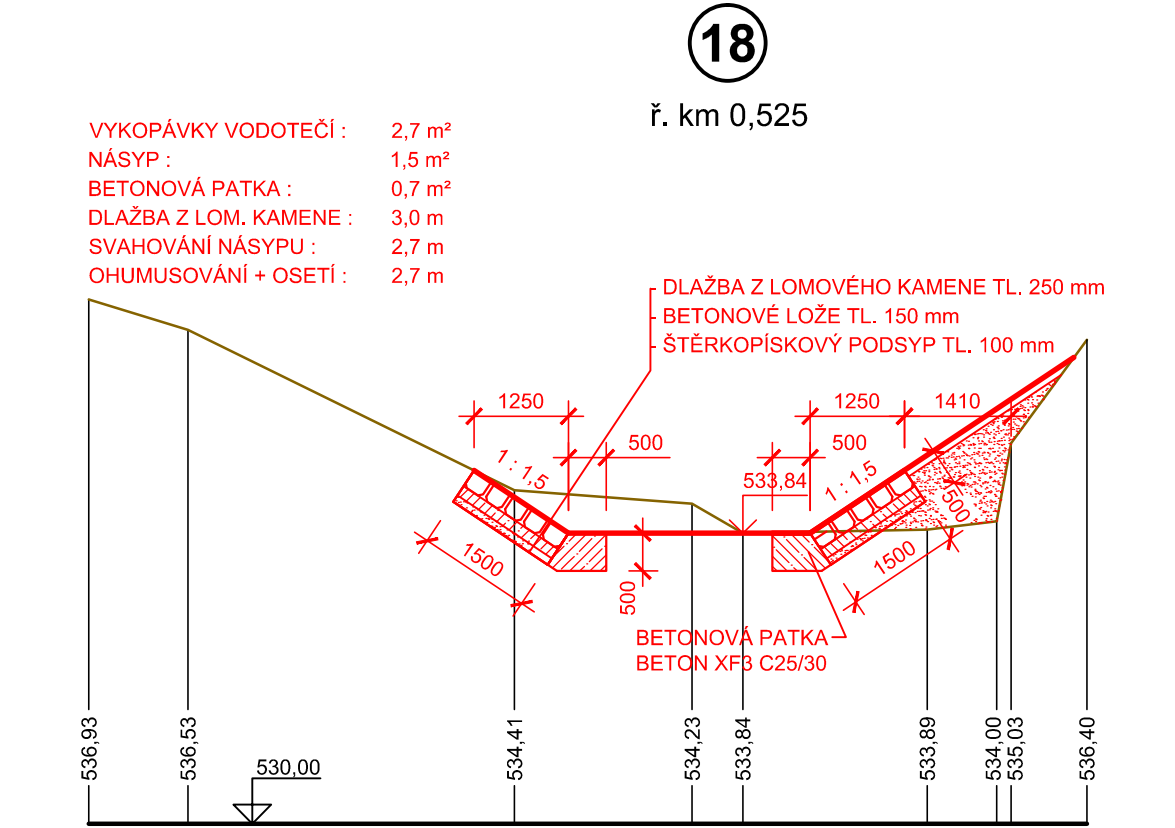 18
ř. km 0,525
VYKOPÁVKY VODOTEČÍ : 2,7 m²
NÁSYP : 1,5 m²
BETONOVÁ PATKA : 0,7 m²
DLAŽBA Z LOM. KAMENE : 3,0 m
SVAHOVÁNÍ NÁSYPU : 2,7 m
OHUMUSOVÁNÍ + OSETÍ : 2,7 m
DLAŽBA Z LOMOVÉHO KAMENE TL. 250 mm
BETONOVÉ LOŽE TL. 150 mm
ŠTĚRKOPÍSKOVÝ PODSYP TL. 100 mm
1250
1250
1410
500
500
1 : 1,5
533,84
1 : 1,5
500
1500
1500
500
BETONOVÁ PATKA
BETON XF3 C25/30
536,93
536,53
530,00
534,41
534,23
533,84
533,89
534,00
535,03
536,40